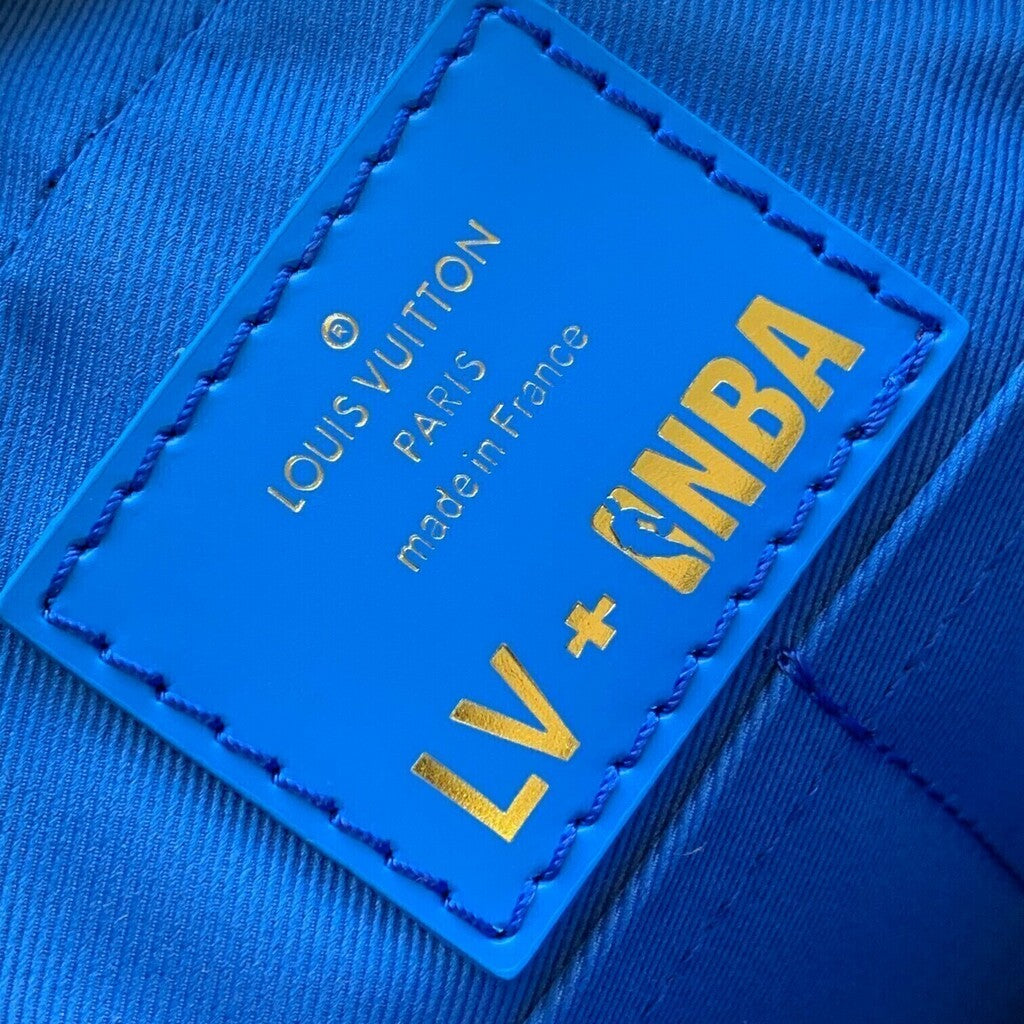 ®
LOUIS VUITTON
PARIS
made in France
LV + NBA